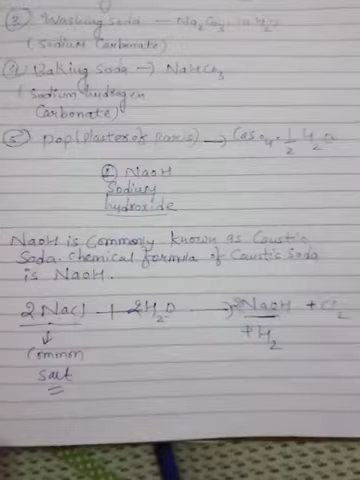 ③ Washing soda — Na₂CO₃ . 10H₂O
(Sodium Carbonate)
④ Baking soda → NaHCO₃
(Sodium hydrogen
Carbonate)
⑤ pop (plaster of paris) → CaSO₄ . 1/2 H₂O
① NaOH
Sodium
hydroxide
NaOH is Commonly known as Caustic
Soda. chemical formula of Caustic Soda
is NaOH.
2NaCl + 2H₂O → 2NaOH + Cl₂
+ H₂
Common
Salt